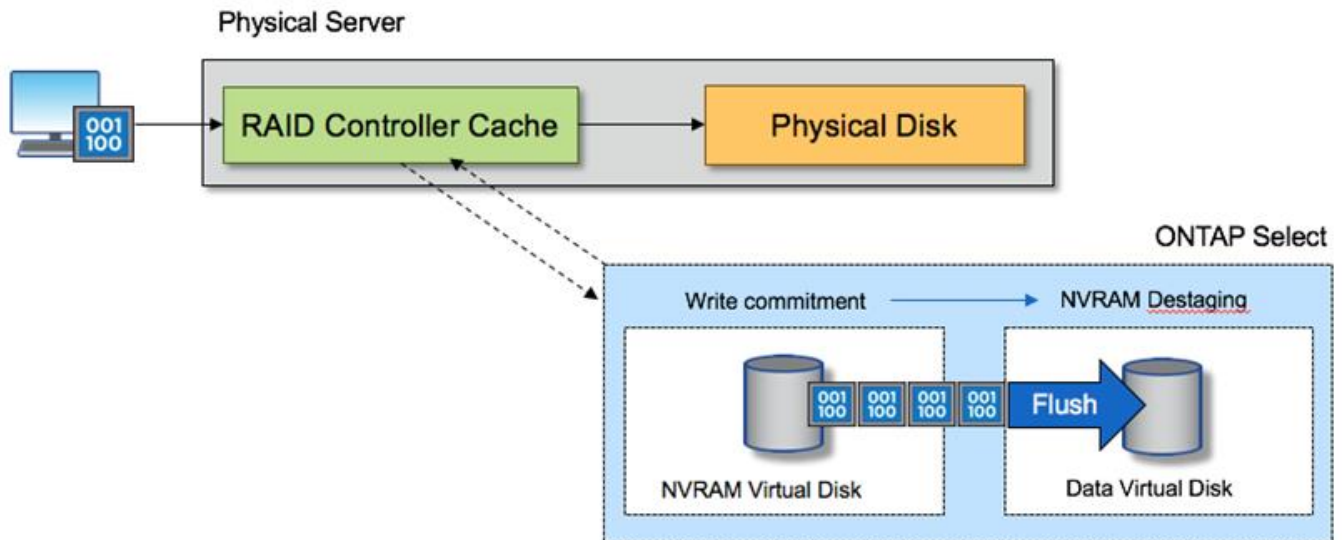 Physical Server
001
100
RAID Controller Cache
Physical Disk
ONTAP Select
Write commitment
NVRAM Destaging
001
100
001
100
001
100
001
100
Flush
NVRAM Virtual Disk
Data Virtual Disk